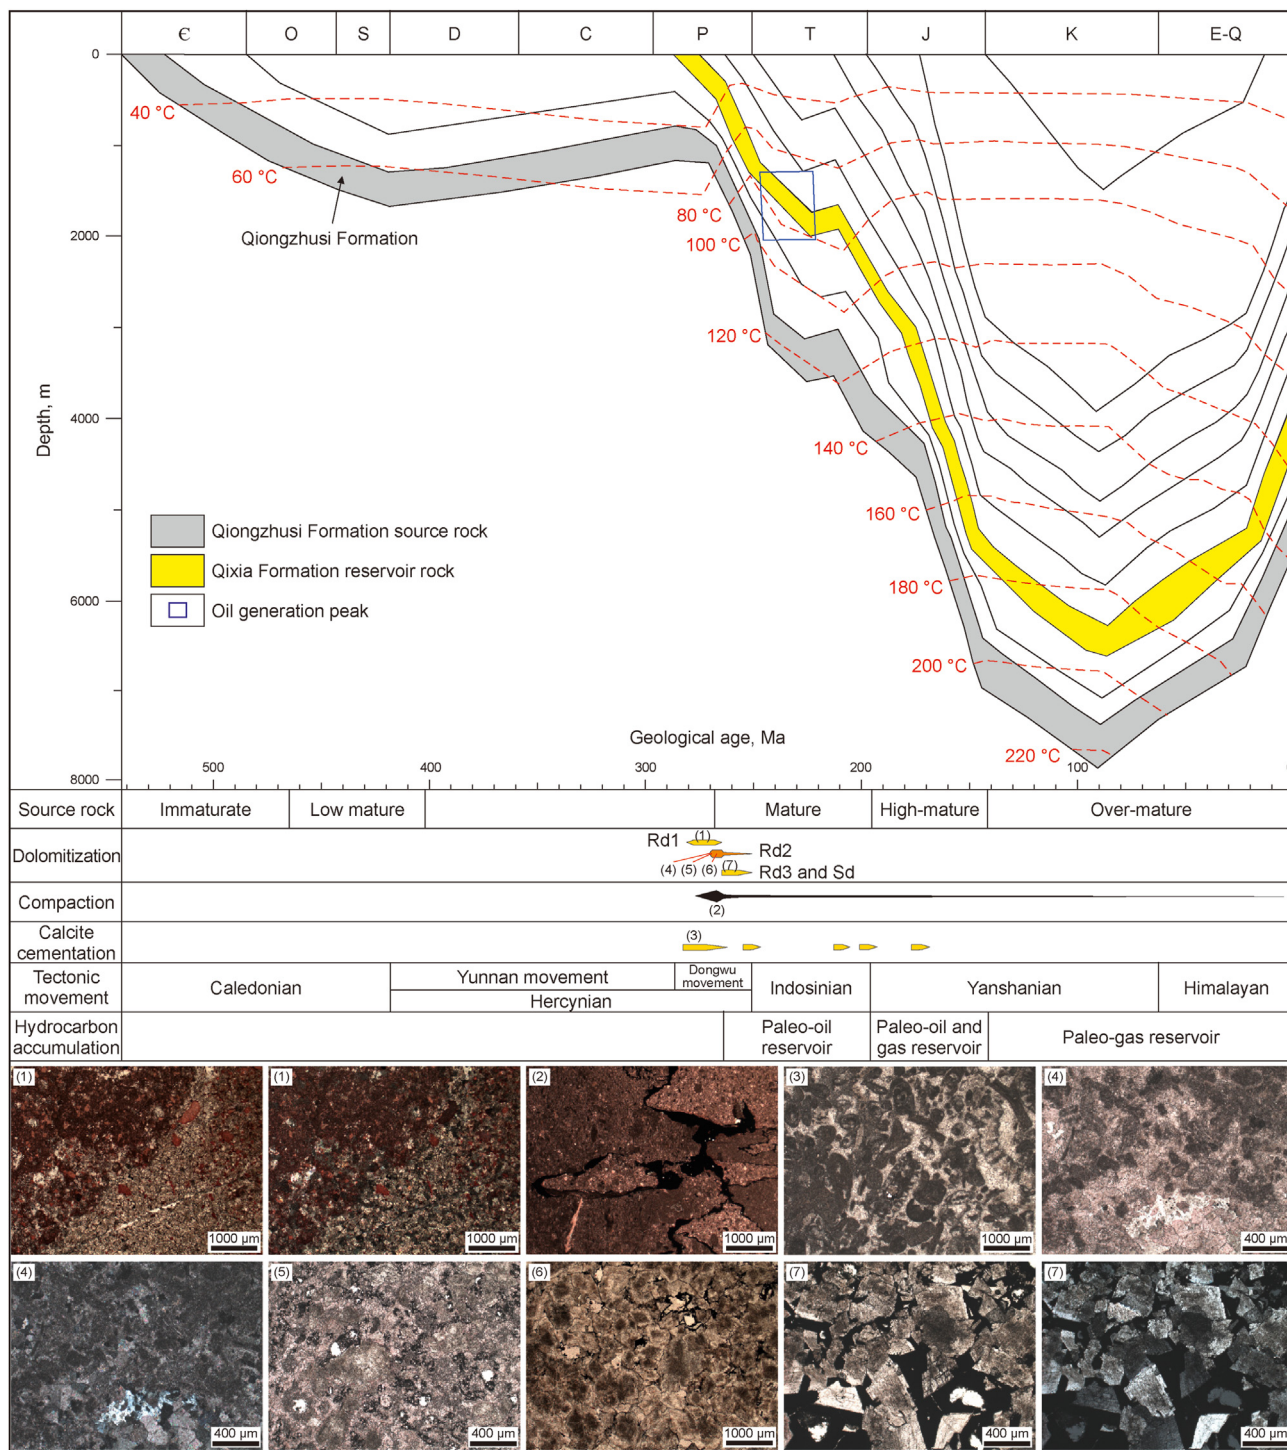 Є O S D C P T J K E-Q
0
40 °C
60 °C
80 °C
2000
100 °C
Qiongzhusi Formation
120 °C
Depth, m
4000
140 °C
160 °C
Qiongzhusi Formation source rock
Qixia Formation reservoir rock
180 °C
6000
Oil generation peak
200 °C
Geological age, Ma
220 °C
8000
500 400 300 200 100 0
Source rock Immaturate Low mature Mature High-mature Over-mature
Dolomitization
Rd1 (1)
Rd2
(4) (5) (6) (7)
Rd3 and Sd
Compaction
(2)
Calcite
cementation
(3)
Tectonic
movement
Caledonian
Yunnan movement
Dongwu
movement
Hercynian
Indosinian
Yanshanian
Himalayan
Hydrocarbon
accumulation
Paleo-oil
reservoir
Paleo-oil and
gas reservoir
Paleo-gas reservoir
(1) (1) (2) (3) (4)
1000 μm 1000 μm 1000 μm 1000 μm 400 μm
(4) (5) (6) (7) (7)
400 μm 400 μm 1000 μm 400 μm 400 μm